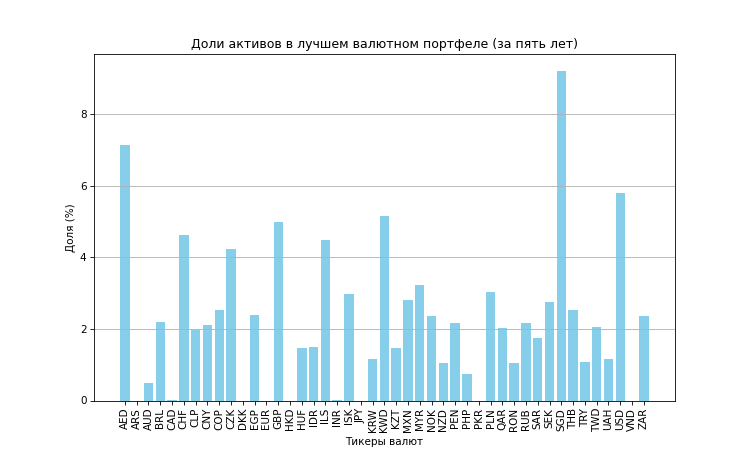 Доли активов в лучшем валютном портфеле (за пять лет)
Доля (%)
8
6
4
2
0
AED ARS AUD BRL CAD CHF CLP CNY COP CZK DKK EGP EUR GBP HKD HUF IDR ILS INR ISK JPY KRW KWD KZT MXN MYR NOK NZD PEN PHP PKR PLN QAR RON RUB SAR SEK SGD THB TRY TWD UAH USD VND ZAR
Тикеры валют